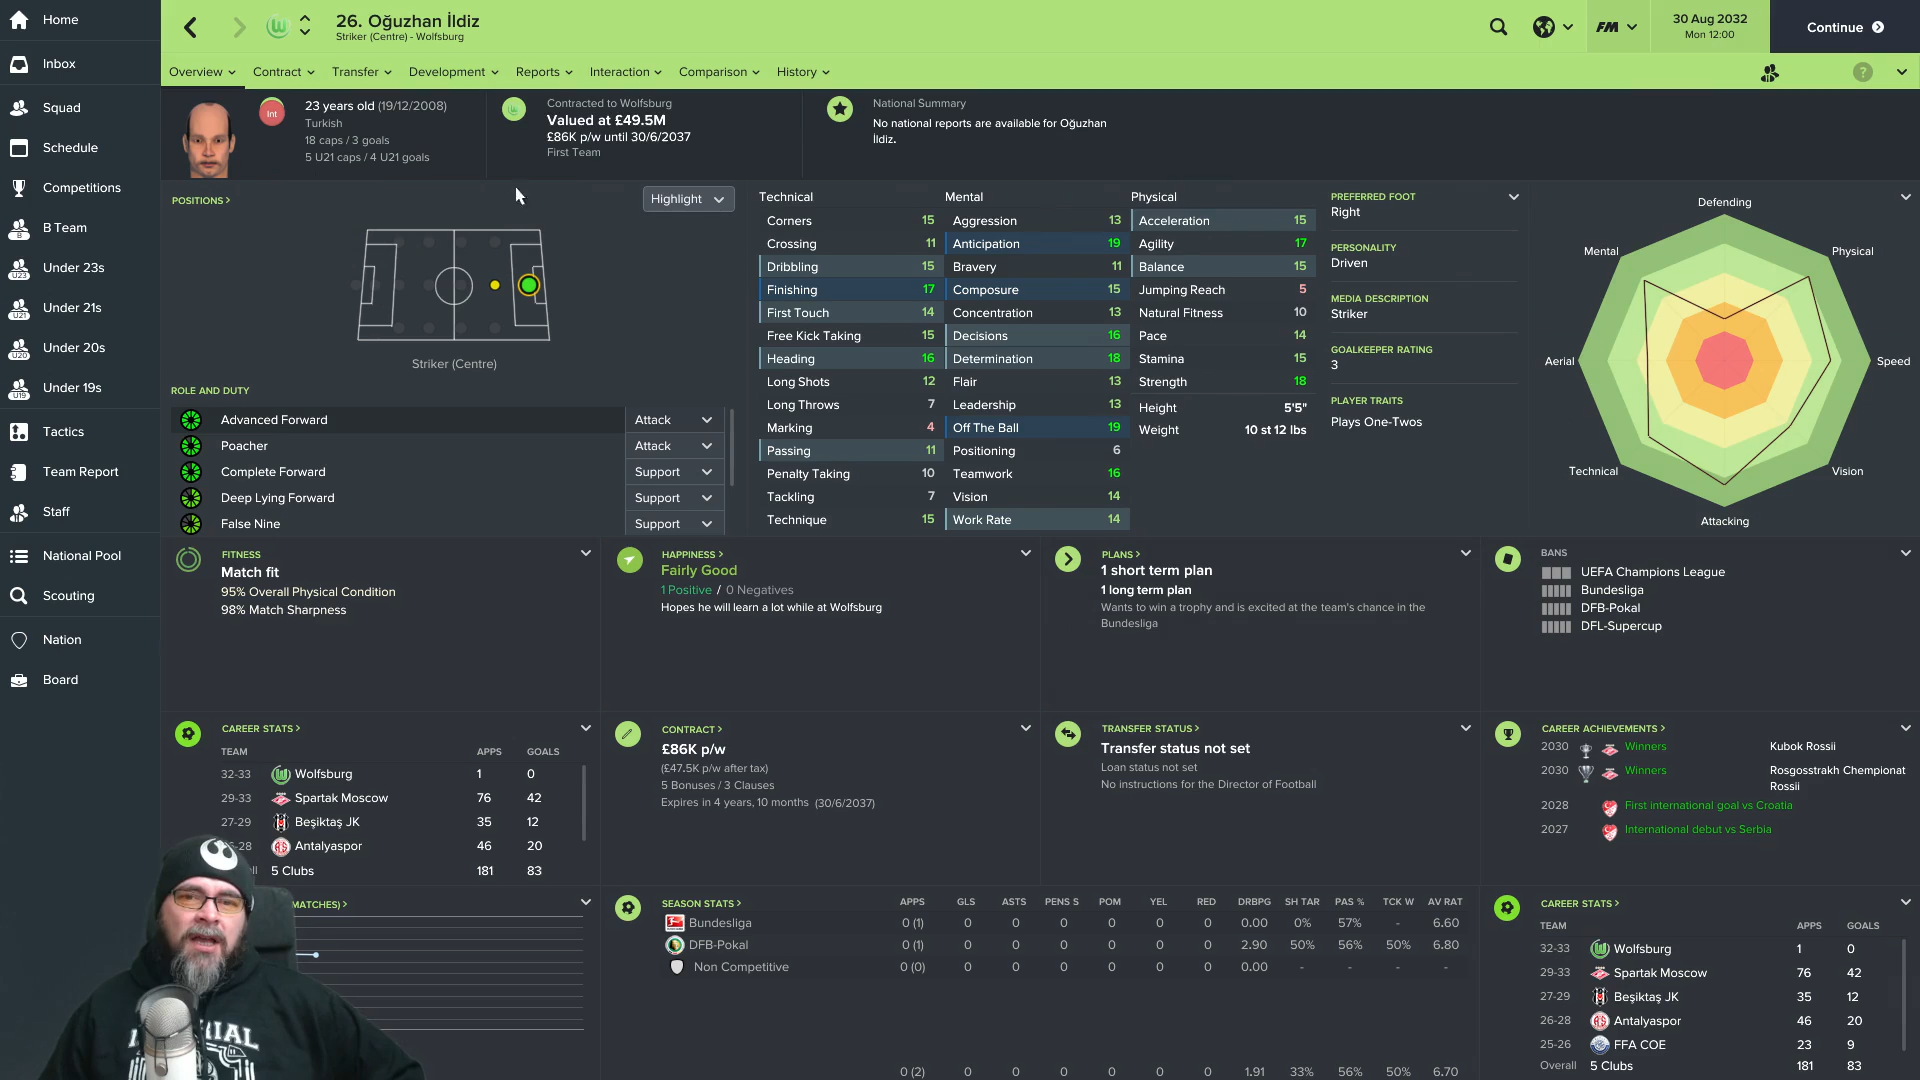 Home
Inbox
Squad
Schedule
Competitions
B Team
Under 23s
Under 21s
Under 20s
Under 19s
Tactics
Team Report
Staff
National Pool
Scouting
Nation
Board
26. Oğuzhan İldiz
Striker (Centre) - Wolfsburg
FM
30 Aug 2032
Mon 12:00
Continue
Overview Contract Transfer Development Reports Interaction Comparison History
Int
23 years old (19/12/2008)
Turkish
18 caps / 3 goals
5 U21 caps / 4 U21 goals
Contracted to Wolfsburg
Valued at £49.5M
£86K p/w until 30/6/2037
First Team
National Summary
No national reports are available for Oğuzhan
İldiz.
POSITIONS >
Highlight
Striker (Centre)
ROLE AND DUTY
Advanced Forward Attack
Poacher Attack
Complete Forward Support
Deep Lying Forward Support
False Nine Support
Technical
Corners 15
Crossing 11
Dribbling 15
Finishing 17
First Touch 14
Free Kick Taking 15
Heading 16
Long Shots 12
Long Throws 7
Marking 4
Passing 11
Penalty Taking 10
Tackling 7
Technique 15
Mental
Aggression 13
Anticipation 19
Bravery 11
Composure 15
Concentration 13
Decisions 16
Determination 18
Flair 13
Leadership 13
Off The Ball 19
Positioning 6
Teamwork 16
Vision 14
Work Rate 14
Physical
Acceleration 15
Agility 17
Balance 15
Jumping Reach 5
Natural Fitness 10
Pace 14
Stamina 15
Strength 18
Height 5'5"
Weight 10 st 12 lbs
PREFERRED FOOT
Right
PERSONALITY
Driven
MEDIA DESCRIPTION
Striker
GOALKEEPER RATING
3
PLAYER TRAITS
Plays One-Twos
Defending
Physical
Speed
Vision
Attacking
Technical
Aerial
Mental
FITNESS
Match fit
95% Overall Physical Condition
98% Match Sharpness
HAPPINESS >
Fairly Good
1 Positive / 0 Negatives
Hopes he will learn a lot while at Wolfsburg
PLANS >
1 short term plan
1 long term plan
Wants to win a trophy and is excited at the team's chance in the
Bundesliga
BANS
UEFA Champions League
Bundesliga
DFB-Pokal
DFL-Supercup
CAREER STATS >
TEAM APPS GOALS
32-33 Wolfsburg 1 0
29-33 Spartak Moscow 76 42
27-29 Beşiktaş JK 35 12
-28 Antalyaspor 46 20
5 Clubs 181 83
CONTRACT >
£86K p/w
(£47.5K p/w after tax)
5 Bonuses / 3 Clauses
Expires in 4 years, 10 months (30/6/2037)
TRANSFER STATUS >
Transfer status not set
Loan status not set
No instructions for the Director of Football
CAREER ACHIEVEMENTS >
2030 Winners Kubok Rossii
2030 Winners Rosgosstrakh Chempionat
Rossii
2028 First international goal vs Croatia
2027 International debut vs Serbia
MATCHES) >
SEASON STATS > APPS GLS ASTS PENS S POM YEL RED DRBPG SH TAR PAS % TCK W AV RAT
Bundesliga 0 (1) 0 0 0 0 0 0 0.00 0% 57% - 6.60
DFB-Pokal 0 (1) 0 0 0 0 0 0 2.90 50% 56% 50% 6.80
Non Competitive 0 (0) 0 0 0 0 0 0 0.00 - - - -
0 (2) 0 0 0 0 0 0 1.91 33% 56% 50% 6.70
CAREER STATS >
TEAM APPS GOALS
32-33 Wolfsburg 1 0
29-33 Spartak Moscow 76 42
27-29 Beşiktaş JK 35 12
26-28 Antalyaspor 46 20
25-26 FFA COE 23 9
Overall 5 Clubs 181 83